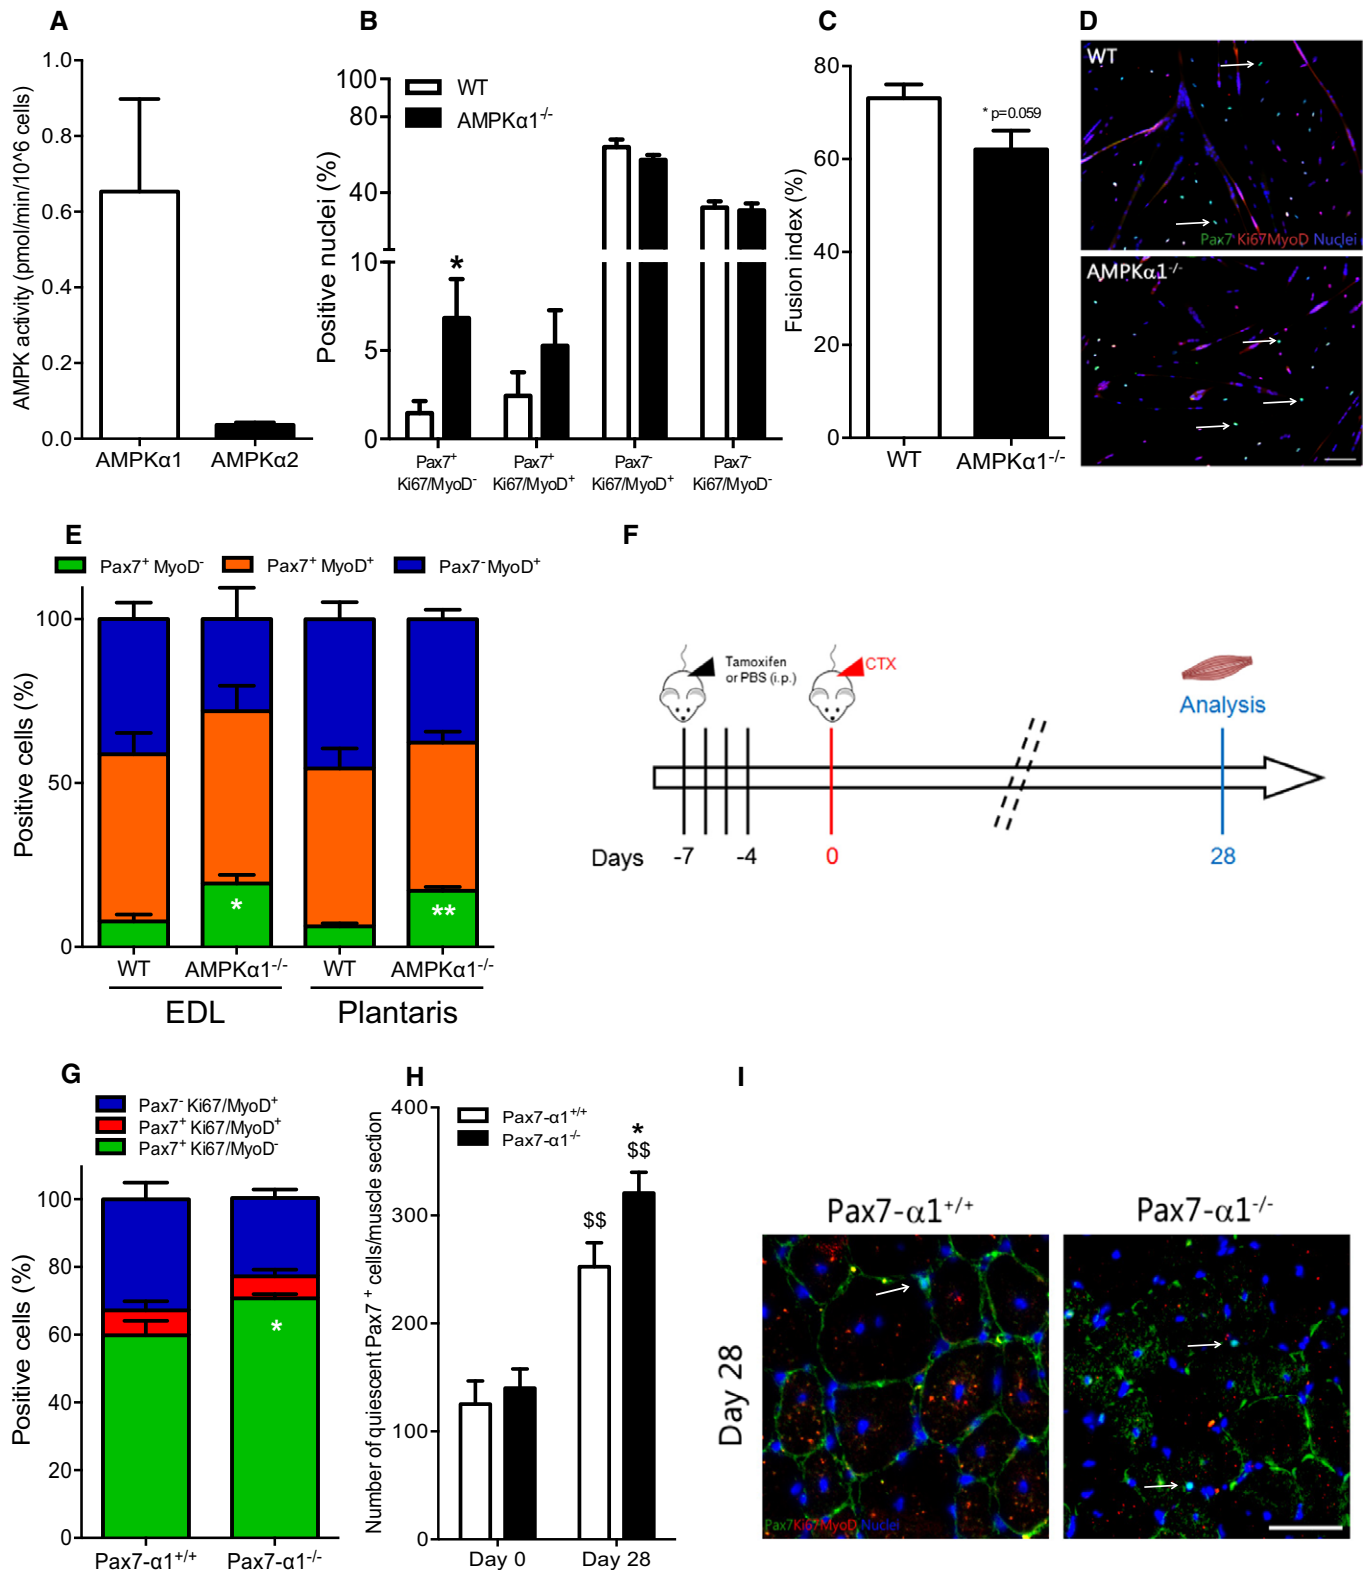 A
AMPK activity (pmol/min/10^6 cells)
1.0
0.8
0.6
0.4
0.2
0.0
AMPKα1
AMPKα2
B
Positive nuclei (%)
100
80
40
10
5
0
WT
AMPKα1-/-
*
Pax7+
Ki67/MyoD-
Pax7+
Ki67/MyoD+
Pax7-
Ki67/MyoD+
Pax7-
Ki67/MyoD-
C
Fusion index (%)
80
60
40
20
0
* p=0.059
WT
AMPKα1-/-
D
WT
Pax7 Ki67MyoD Nuclei
AMPKα1-/-
E
Pax7+ MyoD-
Pax7+ MyoD+
Pax7- MyoD+
Positive cells (%)
100
50
0
*
**
WT
AMPKα1-/-
WT
AMPKα1-/-
EDL
Plantaris
F
Tamoxifen
or PBS (i.p.)
CTX
Analysis
Days
-7
-4
0
28
G
Pax7- Ki67/MyoD+
Pax7+ Ki67/MyoD+
Pax7+ Ki67/MyoD-
Positive cells (%)
100
80
60
40
20
0
*
Pax7-α1+/+
Pax7-α1-/-
H
Number of quiescent Pax7+ cells/muscle section
400
300
200
100
0
Pax7-α1+/+
Pax7-α1-/-
$$
*
$$
Day 0
Day 28
I
Pax7-α1+/+
Pax7-α1-/-
Day 28
Pax7Ki67MyoD Nuclei